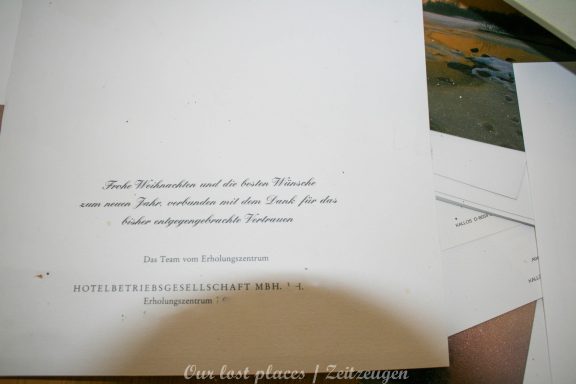 Frohe Weihnachten und die besten Wünsche
zum neuen Jahr, verbunden mit dem Dank für das
bisher entgegengebrachte Vertrauen
Das Team vom Erholungszentrum
HOTELBETRIEBSGESELLSCHAFT MBH.
Erholungszentrum
KALLOS
Our lost places | Zeitzeugen